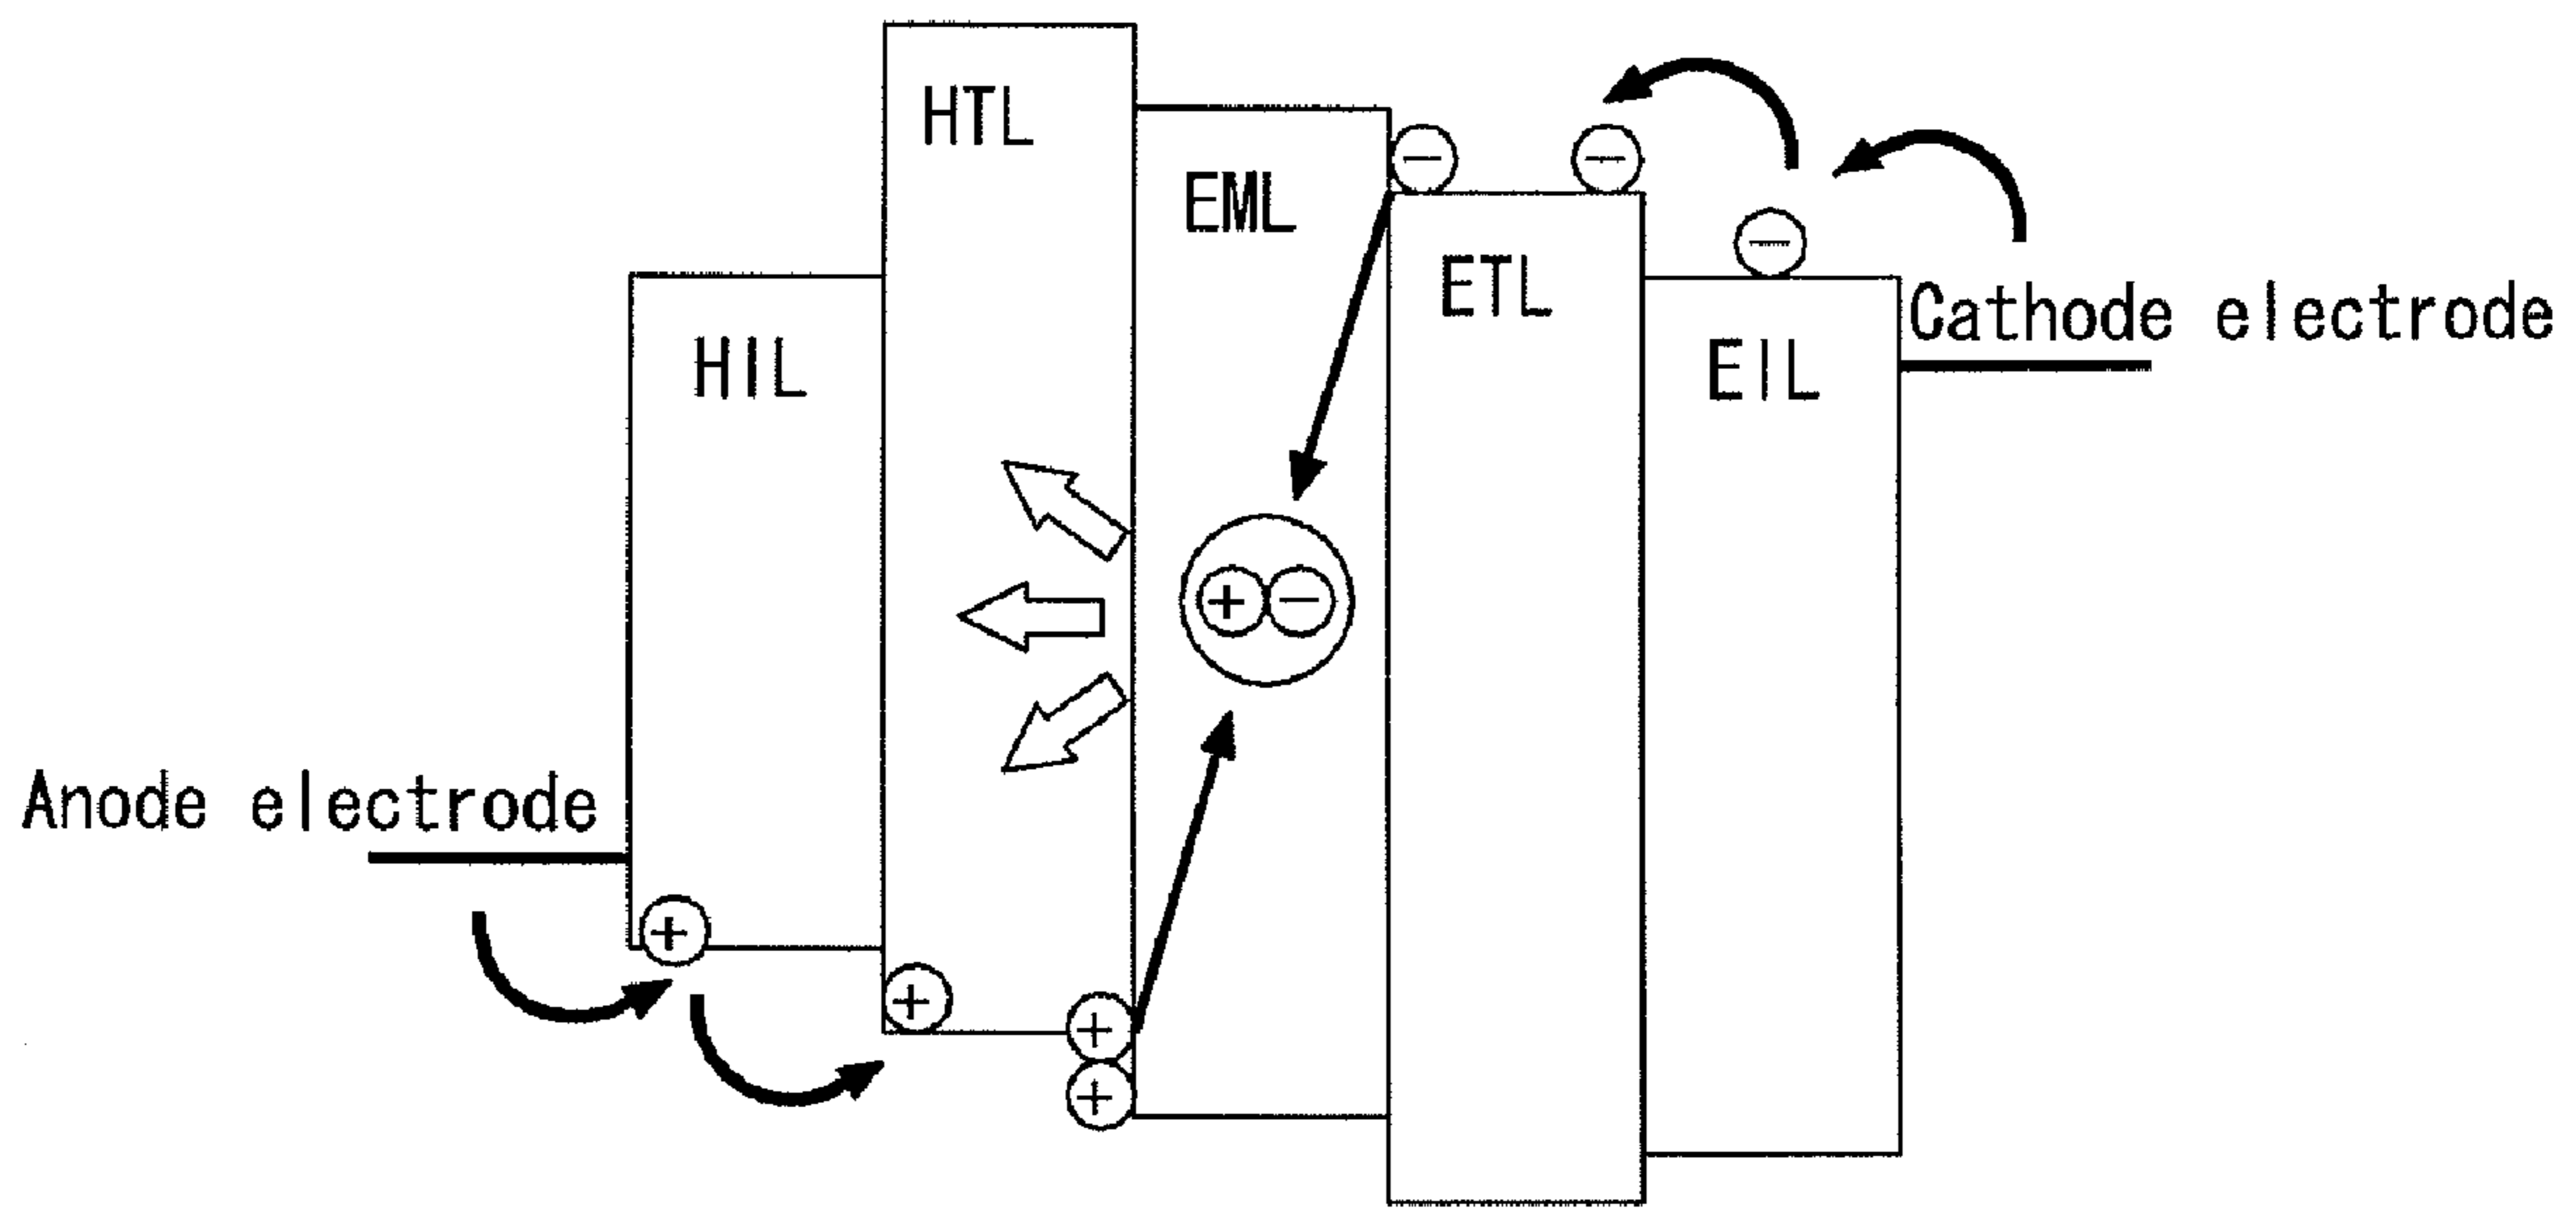 HTL
EML
ETL
Cathode electrode
HIL
EIL
Anode electrode